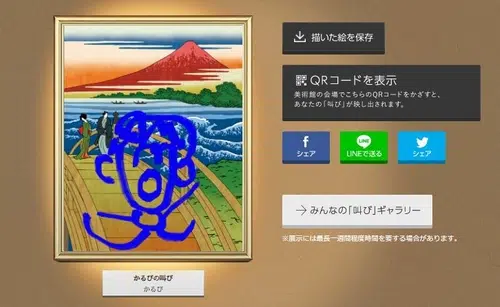 描いた絵を保存
QRコードを表示
美術館の会場でこちらのQRコードをかざすと、
あなたの「叫び」が映し出されます。
f
シェア
LINE
LINEで送る
シェア
→ みんなの「叫び」ギャラリー
※展示には最長一週間程度時間を要する場合があります。
かるびの叫び
かるび